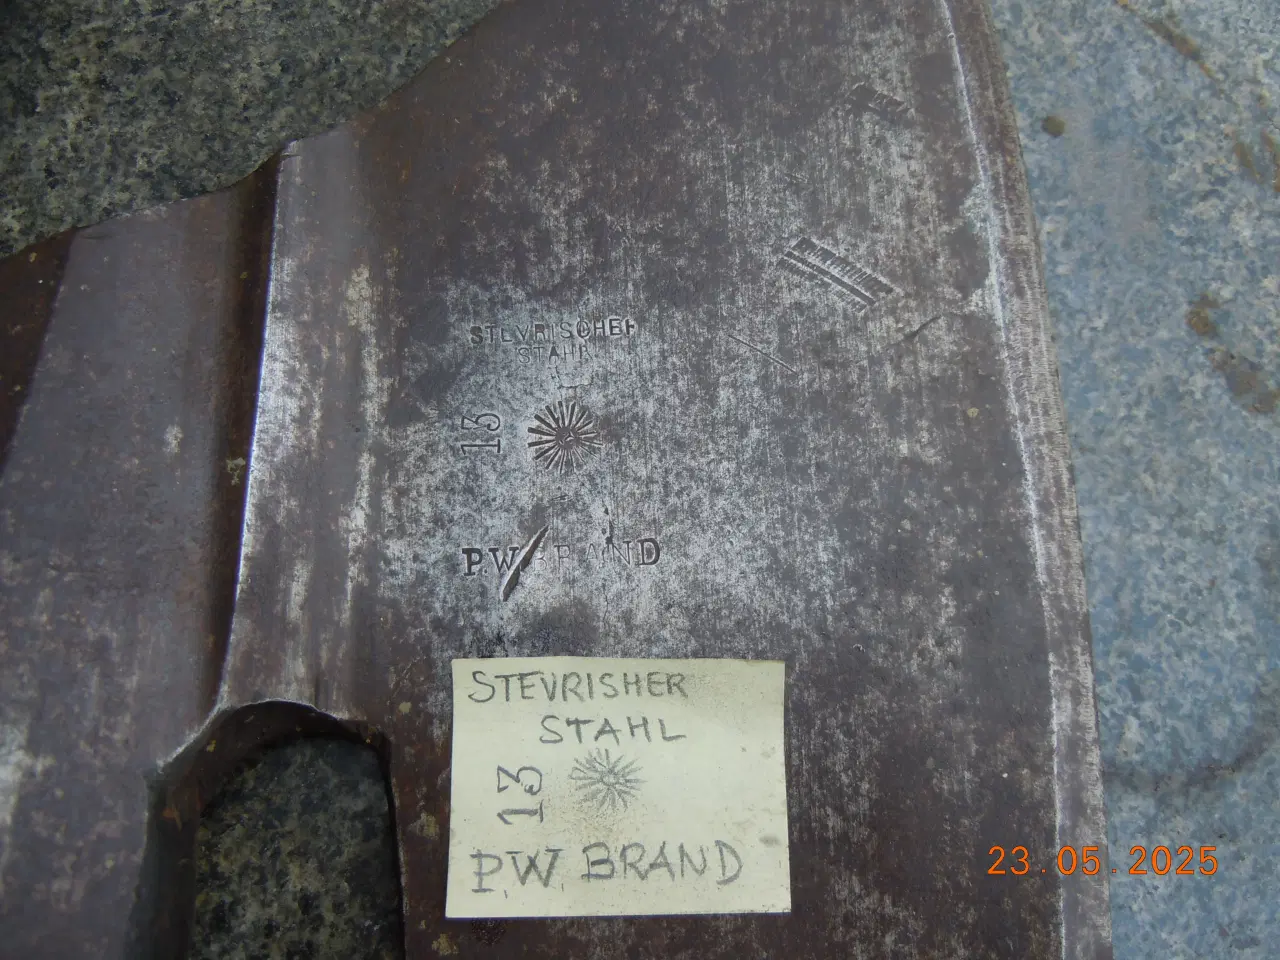 STEVRISCHER
STAHL
13
P.W. BRAND
STEVRISHER
STAHL
13
P.W. BRAND
23.05.2025